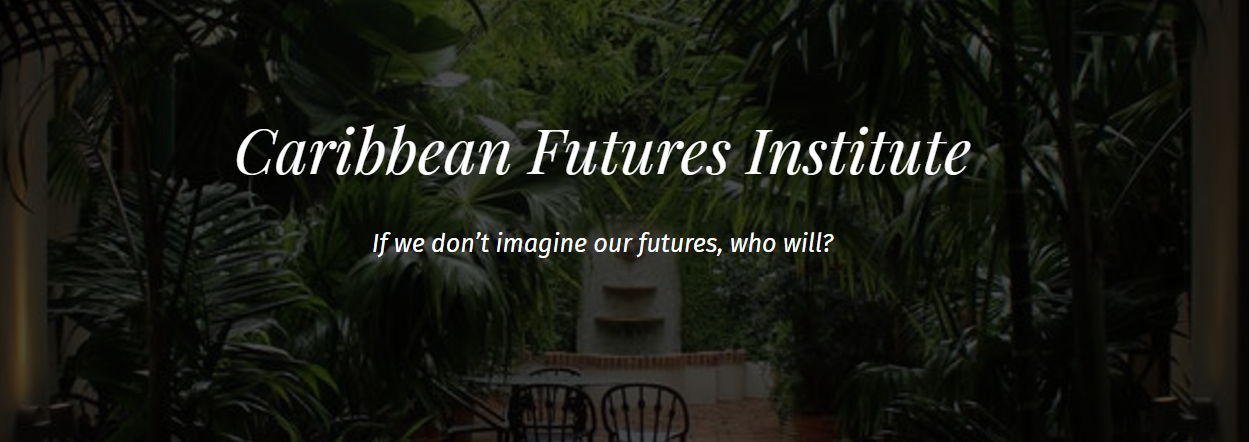 Caribbean Futures Institute
If we don’t imagine our futures, who will?